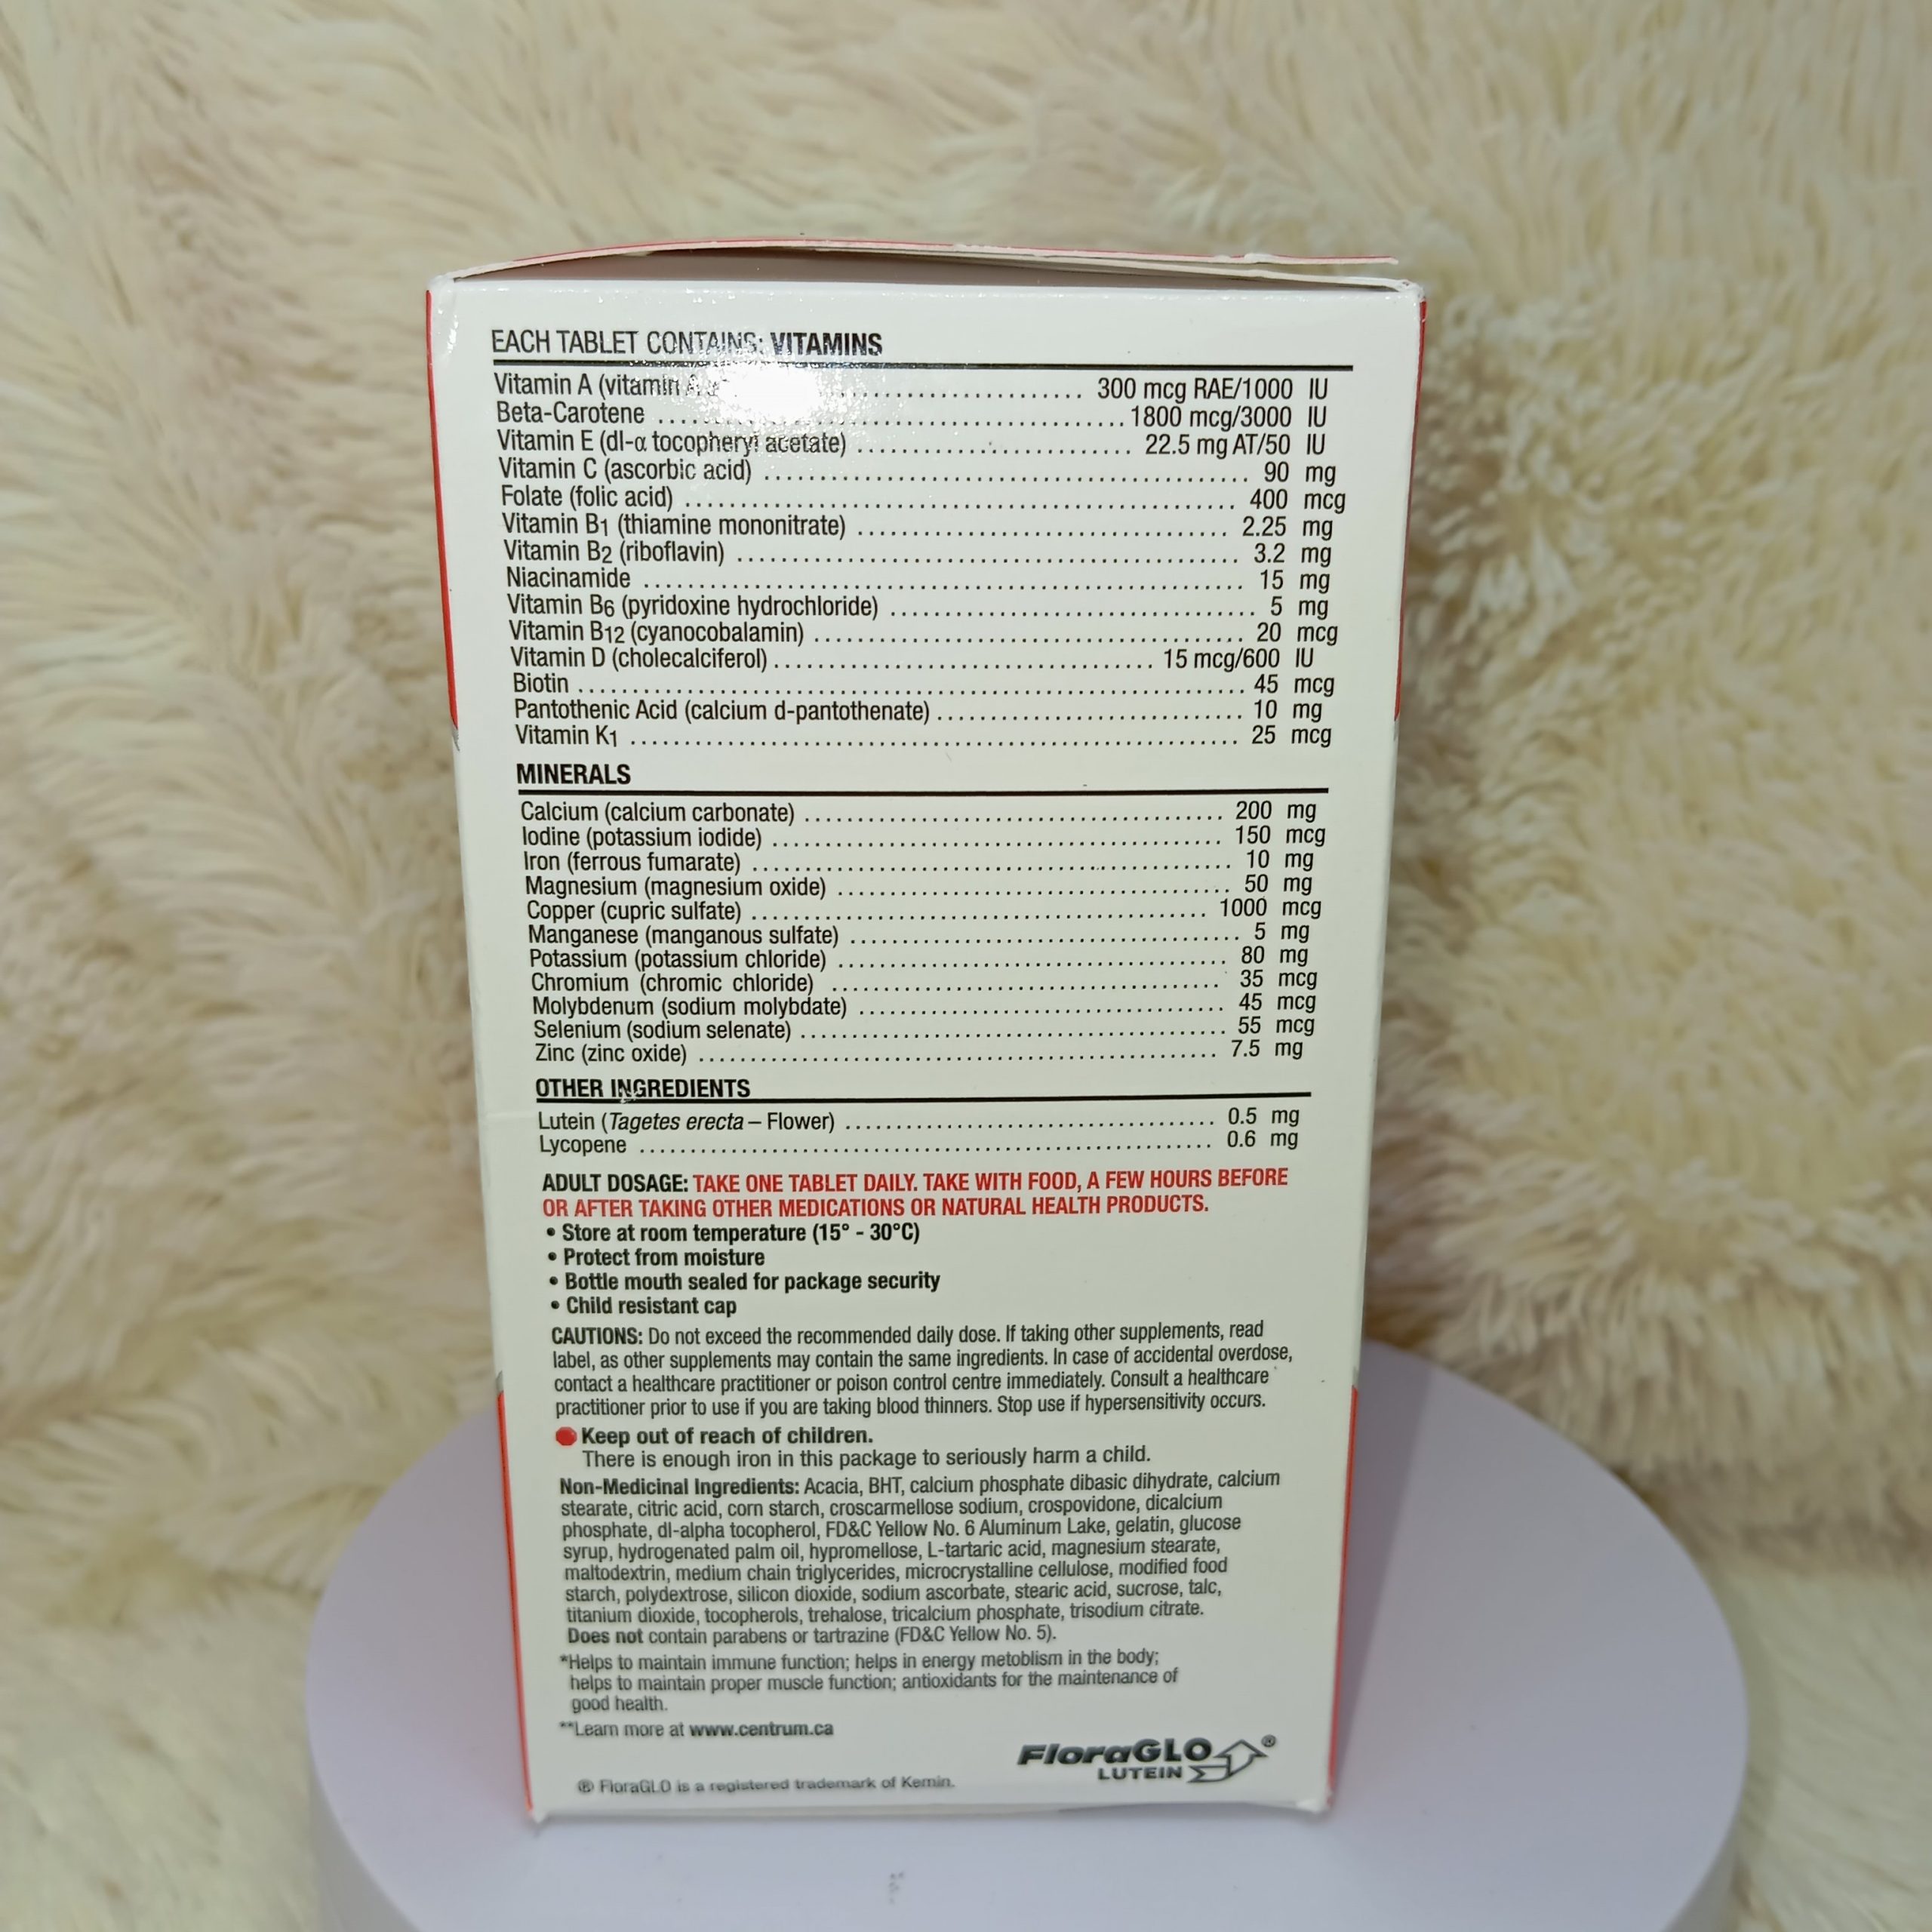 EACH TABLET CONTAINS: VITAMINS
Vitamin A (vitamin ........................ 300 mcg RAE/1000 IU
Beta-Carotene ........................ 1800 mcg/3000 IU
Vitamin E (dl-α tocopheryl acetate) ........................ 22.5 mg AT/50 IU
Vitamin C (ascorbic acid) ........................ 90 mg
Folate (folic acid) ........................ 400 mcg
Vitamin B1 (thiamine mononitrate) ........................ 2.25 mg
Vitamin B2 (riboflavin) ........................ 3.2 mg
Niacinamide ........................ 15 mg
Vitamin B6 (pyridoxine hydrochloride) ........................ 5 mg
Vitamin B12 (cyanocobalamin) ........................ 20 mcg
Vitamin D (cholecalciferol) ........................ 15 mcg/600 IU
Biotin ........................ 45 mcg
Pantothenic Acid (calcium d-pantothenate) ........................ 10 mg
Vitamin K1 ........................ 25 mcg
MINERALS
Calcium (calcium carbonate) ........................ 200 mg
Iodine (potassium iodide) ........................ 150 mcg
Iron (ferrous fumarate) ........................ 10 mg
Magnesium (magnesium oxide) ........................ 50 mg
Copper (cupric sulfate) ........................ 1000 mcg
Manganese (manganous sulfate) ........................ 5 mg
Potassium (potassium chloride) ........................ 80 mg
Chromium (chromic chloride) ........................ 35 mcg
Molybdenum (sodium molybdate) ........................ 45 mcg
Selenium (sodium selenate) ........................ 55 mcg
Zinc (zinc oxide) ........................ 7.5 mg
OTHER INGREDIENTS
Lutein (Tagetes erecta – Flower) ........................ 0.5 mg
Lycopene ........................ 0.6 mg
ADULT DOSAGE: TAKE ONE TABLET DAILY. TAKE WITH FOOD, A FEW HOURS BEFORE
OR AFTER TAKING OTHER MEDICATIONS OR NATURAL HEALTH PRODUCTS.
• Store at room temperature (15° - 30°C)
• Protect from moisture
• Bottle mouth sealed for package security
• Child resistant cap
CAUTIONS: Do not exceed the recommended daily dose. If taking other supplements, read
label, as other supplements may contain the same ingredients. In case of accidental overdose,
contact a healthcare practitioner or poison control centre immediately. Consult a healthcare
practitioner prior to use if you are taking blood thinners. Stop use if hypersensitivity occurs.
Keep out of reach of children.
There is enough iron in this package to seriously harm a child.
Non-Medicinal Ingredients: Acacia, BHT, calcium phosphate dibasic dihydrate, calcium
stearate, citric acid, corn starch, croscarmellose sodium, crospovidone, dicalcium
phosphate, dl-alpha tocopherol, FD&C Yellow No. 6 Aluminum Lake, gelatin, glucose
syrup, hydrogenated palm oil, hypromellose, L-tartaric acid, magnesium stearate,
maltodextrin, medium chain triglycerides, microcrystalline cellulose, modified food
starch, polydextrose, silicon dioxide, sodium ascorbate, stearic acid, sucrose, talc,
titanium dioxide, tocopherols, trehalose, tricalcium phosphate, trisodium citrate.
Does not contain parabens or tartrazine (FD&C Yellow No. 5).
*Helps to maintain immune function; helps in energy metoblism in the body;
helps to maintain proper muscle function; antioxidants for the maintenance of
good health.
**Learn more at www.centrum.ca
FloraGLO®
LUTEIN
® FloraGLO is a registered trademark of Kemin.